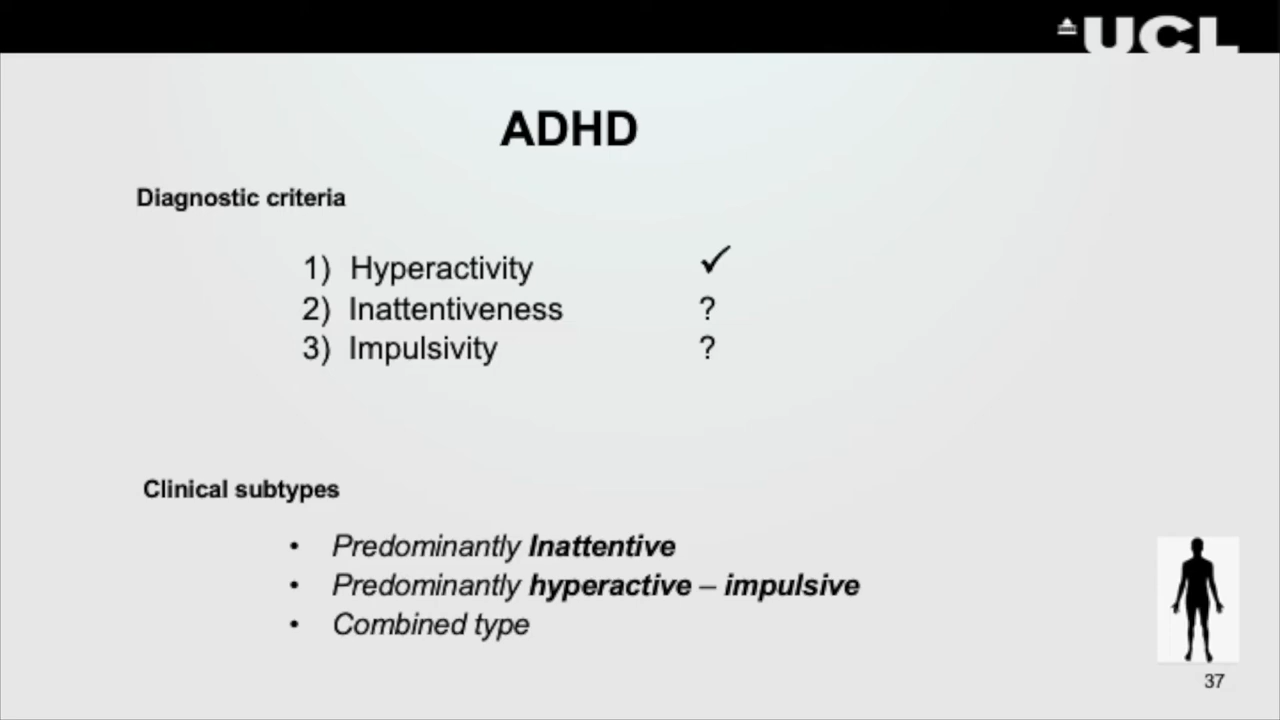 UCL
ADHD
Diagnostic criteria
1) Hyperactivity ✓
2) Inattentiveness ?
3) Impulsivity ?
Clinical subtypes
• Predominantly Inattentive
• Predominantly hyperactive – impulsive
• Combined type
37